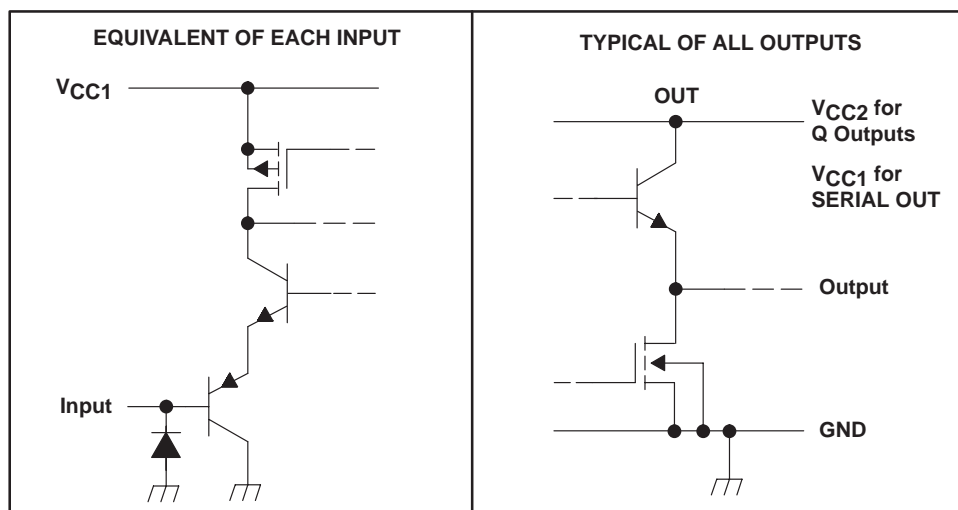 EQUIVALENT OF EACH INPUT
VCC1
Input
TYPICAL OF ALL OUTPUTS
OUT
VCC2 for
Q Outputs
VCC1 for
SERIAL OUT
Output
GND